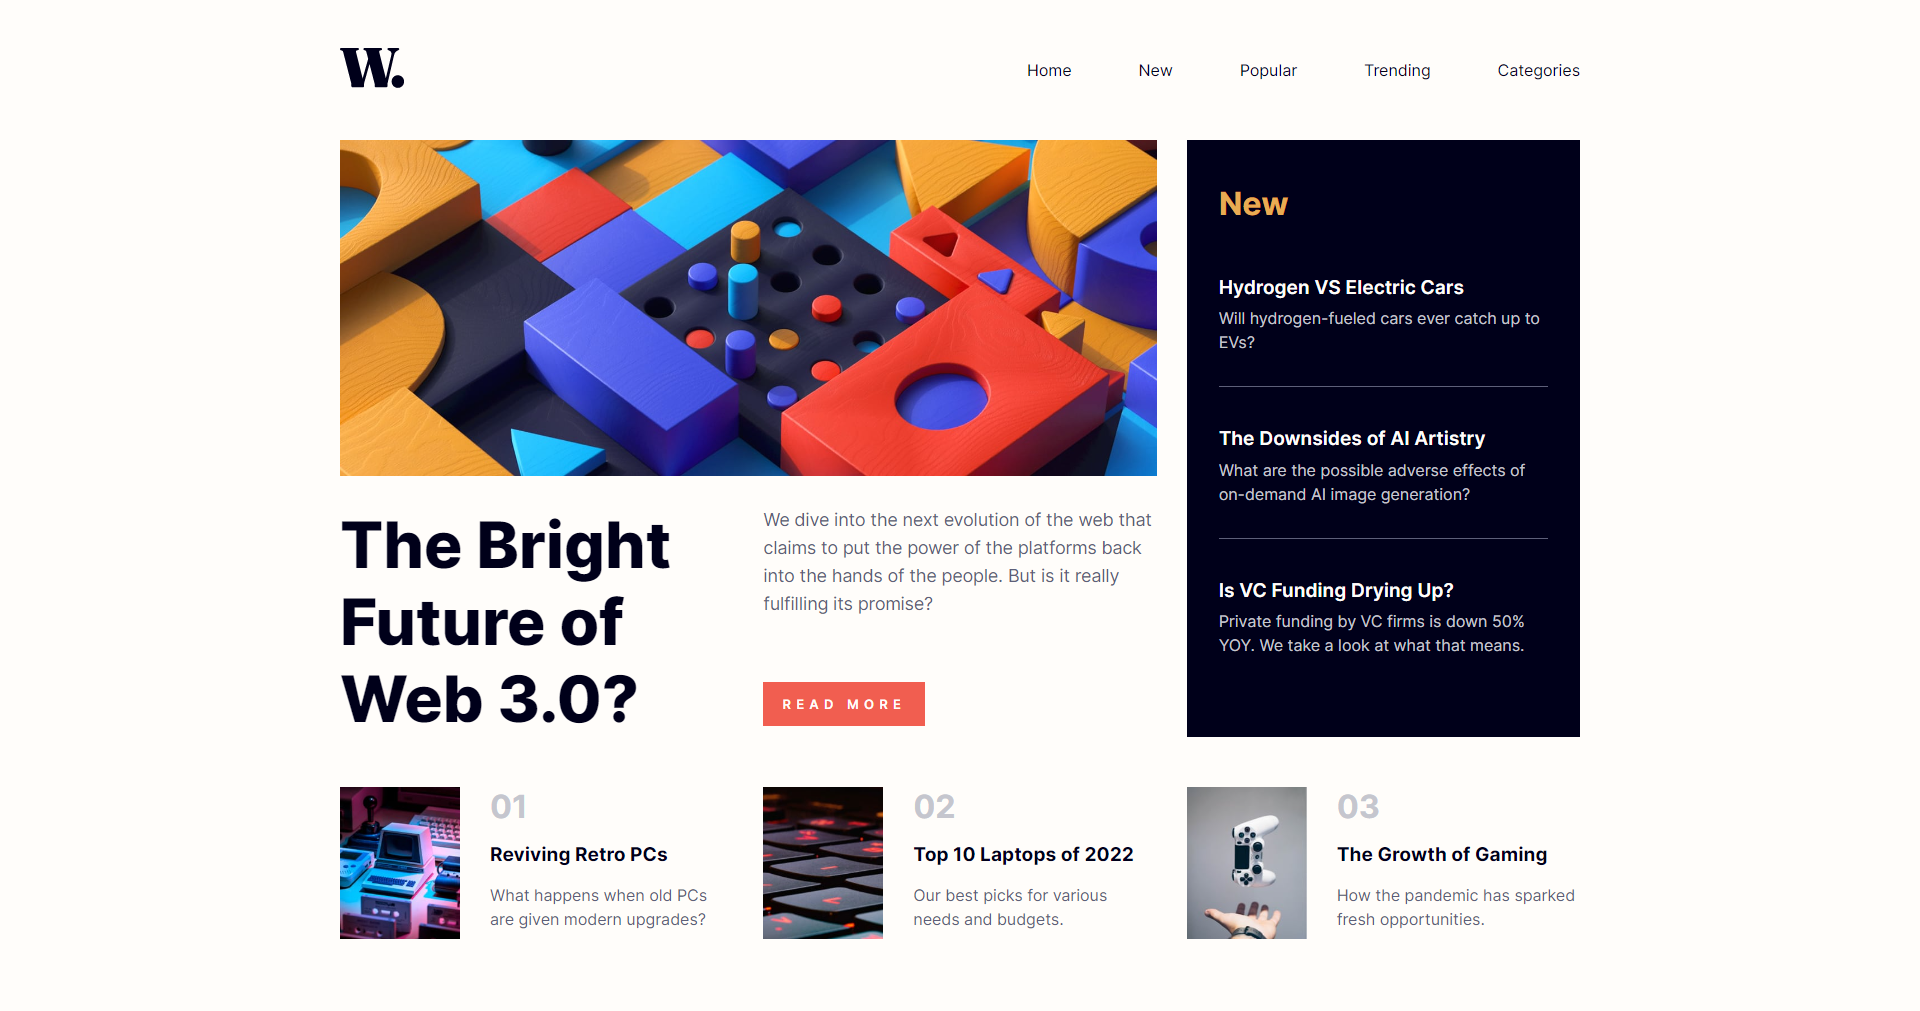 W.
Home New Popular Trending Categories
New
Hydrogen VS Electric Cars
Will hydrogen-fueled cars ever catch up to
EVs?
The Downsides of AI Artistry
What are the possible adverse effects of
on-demand AI image generation?
Is VC Funding Drying Up?
Private funding by VC firms is down 50%
YOY. We take a look at what that means.
The Bright
Future of
Web 3.0?
We dive into the next evolution of the web that
claims to put the power of the platforms back
into the hands of the people. But is it really
fulfilling its promise?
READ MORE
01
Reviving Retro PCs
What happens when old PCs
are given modern upgrades?
02
Top 10 Laptops of 2022
Our best picks for various
needs and budgets.
03
The Growth of Gaming
How the pandemic has sparked
fresh opportunities.